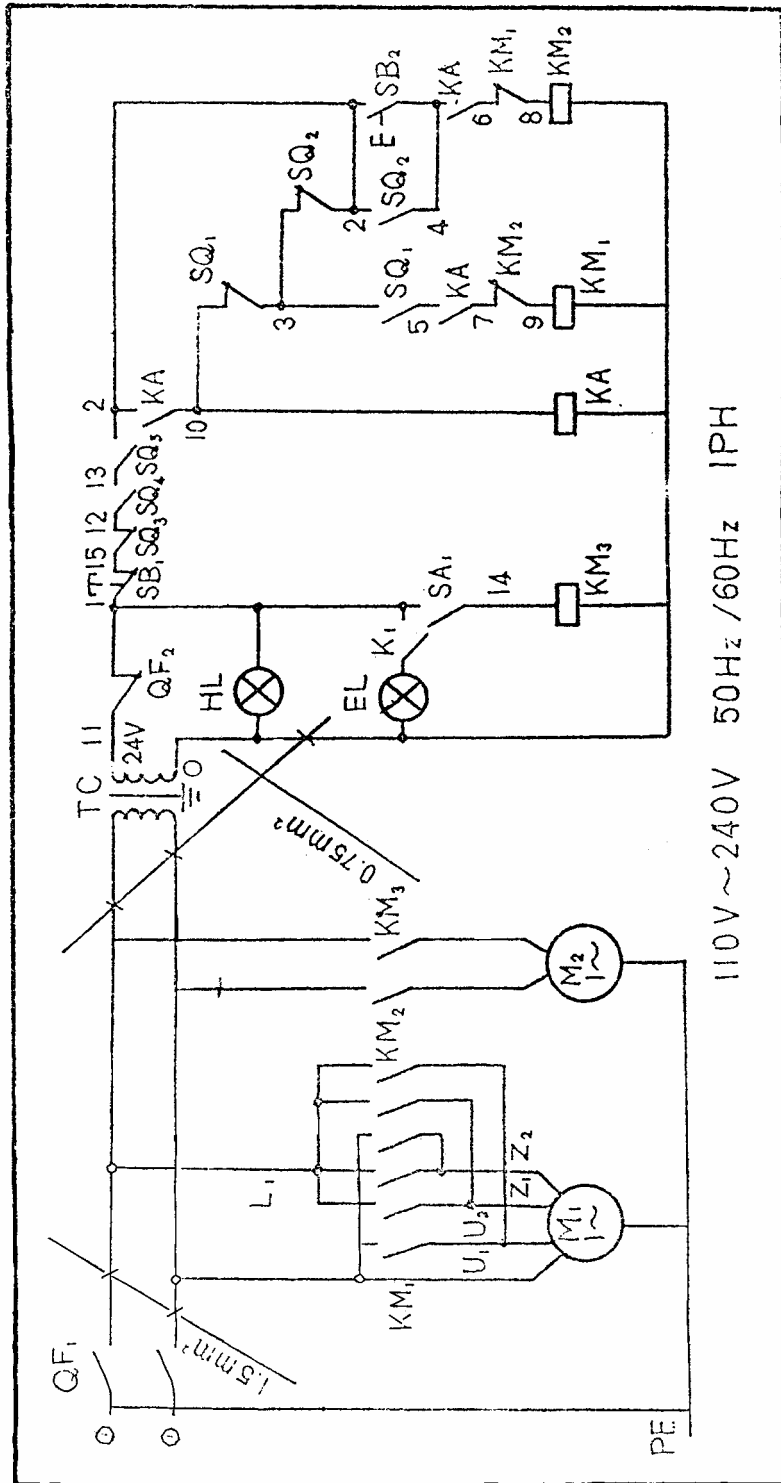 QF₁
1.5mm²
PE
L₁
KM₁
U₁ U₂ Z₁ Z₂
M₁
1~
KM₂
KM₃
M₂
1~
TC
24V
0
0.75mm²
11
QF₂
HL
EL
K₁
SA₁
14
KM₃
1 15 12 13 2
SB₁ SQ₃ SQ₄ SQ₅
KA
10
KA
SQ₁
3
SQ₁
5
KA
7
KM₂
9
KM₁
SQ₂
2
SQ₂
4
E
SB₂
KA
6
KM₁
8
KM₂
110V~240V 50Hz/60Hz 1PH